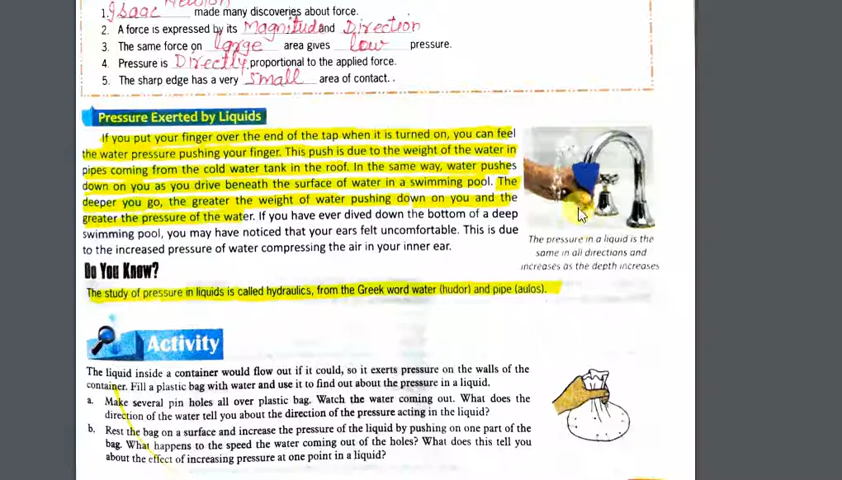 1. Isaac Newton made many discoveries about force.
2. A force is expressed by its Magnitud and Direction
3. The same force on large area gives low pressure.
4. Pressure is Directly proportional to the applied force.
5. The sharp edge has a very small area of contact. .
Pressure Exerted by Liquids
If you put your finger over the end of the tap when it is turned on, you can feel
the water pressure pushing your finger. This push is due to the weight of the water in
pipes coming from the cold water tank in the roof. In the same way, water pushes
down on you as you drive beneath the surface of water in a swimming pool. The
deeper you go, the greater the weight of water pushing down on you and the
greater the pressure of the water. If you have ever dived down the bottom of a deep
swimming pool, you may have noticed that your ears felt uncomfortable. This is due
to the increased pressure of water compressing the air in your inner ear.
The pressure in a liquid is the
same in all directions and
increases as the depth increases
Do You Know?
The study of pressure in liquids is called hydraulics, from the Greek word water (hudor) and pipe (aulos).
Activity
The liquid inside a container would flow out if it could, so it exerts pressure on the walls of the
container. Fill a plastic bag with water and use it to find out about the pressure in a liquid.
a. Make several pin holes all over plastic bag. Watch the water coming out. What does the
direction of the water tell you about the direction of the pressure acting in the liquid?
b. Rest the bag on a surface and increase the pressure of the liquid by pushing on one part of the
bag. What happens to the speed the water coming out of the holes? What does this tell you
about the effect of increasing pressure at one point in a liquid?